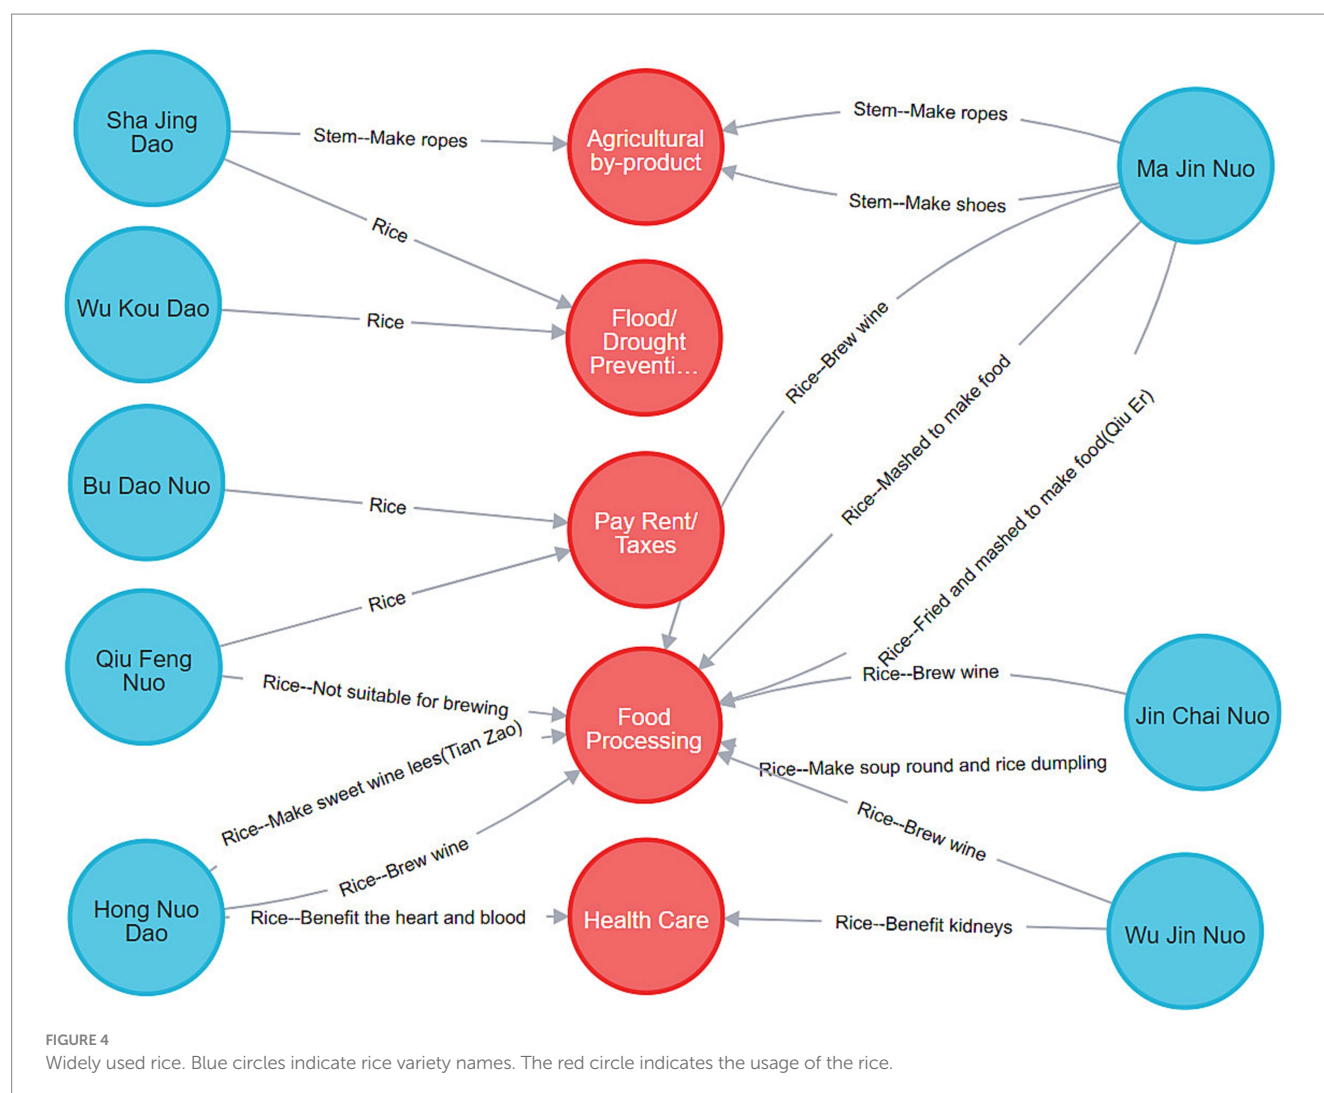 Sha Jing
Dao
Stem--Make ropes
Agricultural
by-product
Stem--Make ropes
Ma Jin Nuo
Stem--Make shoes
Rice
Wu Kou Dao
Rice
Flood/
Drought
Preventi...
Rice--Brew wine
Rice--Mashed to make food
Rice--Fried and mashed to make food(Qiu Er)
Bu Dao Nuo
Rice
Pay Rent/
Taxes
Rice
Qiu Feng
Nuo
Rice--Not suitable for brewing
Food
Processing
Rice--Brew wine
Jin Chai Nuo
Rice--Make sweet wine lees(Tian Zao)
Rice--Make soup round and rice dumpling
Rice--Brew wine
Rice--Brew wine
Hong Nuo
Dao
Rice--Benefit the heart and blood
Health Care
Rice--Benefit kidneys
Wu Jin Nuo
FIGURE 4
Widely used rice. Blue circles indicate rice variety names. The red circle indicates the usage of the rice.